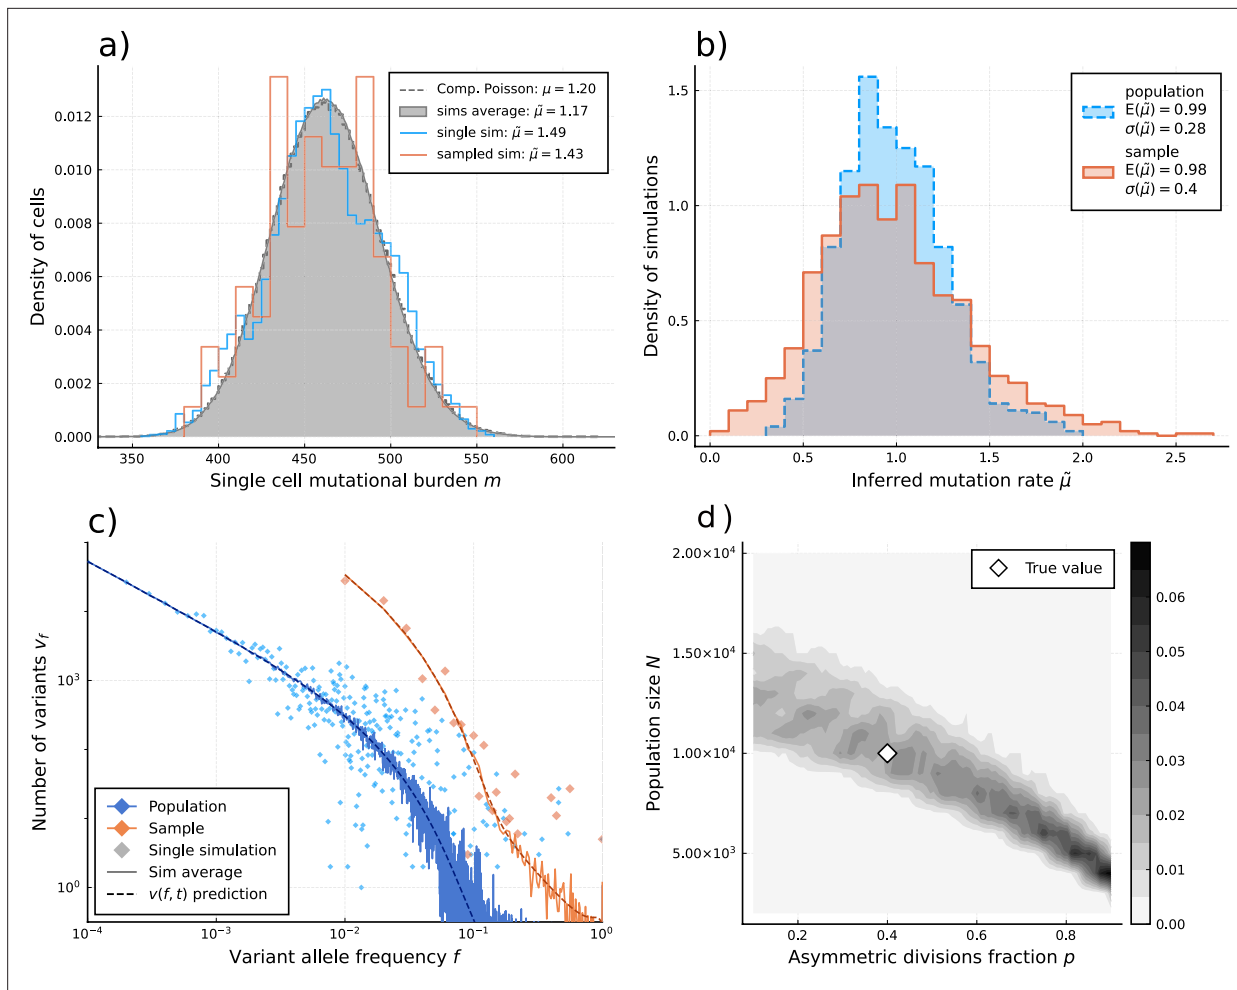 a)
Comp. Poisson: μ = 1.20
sims average: μ̃ = 1.17
single sim: μ̃ = 1.49
sampled sim: μ̃ = 1.43
Density of cells
0.012
0.010
0.008
0.006
0.004
0.002
0.000
350 400 450 500 550 600
Single cell mutational burden m
b)
population
E(μ̃) = 0.99
σ(μ̃) = 0.28
sample
E(μ̃) = 0.98
σ(μ̃) = 0.4
Density of simulations
1.5
1.0
0.5
0.0
0.0 0.5 1.0 1.5 2.0 2.5
Inferred mutation rate μ̃
c)
Number of variants v_f
10³
10⁰
Population
Sample
Single simulation
Sim average
v(f, t) prediction
10⁻⁴ 10⁻³ 10⁻² 10⁻¹ 10⁰
Variant allele frequency f
d)
True value
Population size N
2.00×10⁴
1.50×10⁴
1.00×10⁴
5.00×10³
0.2 0.4 0.6 0.8
Asymmetric divisions fraction p
0.06
0.05
0.04
0.03
0.02
0.01
0.00